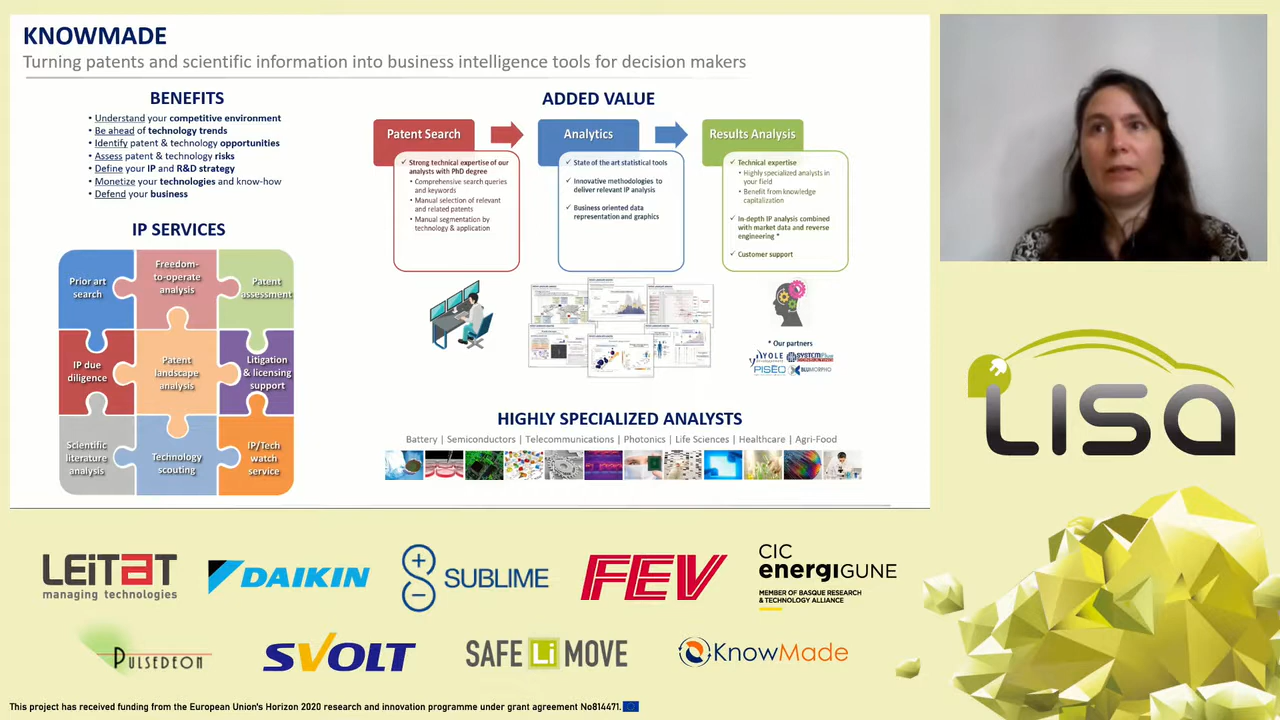 KNOWMADE
Turning patents and scientific information into business intelligence tools for decision makers
BENEFITS
• Understand your competitive environment
• Be ahead of technology trends
• Identify patent & technology opportunities
• Assess patent & technology risks
• Define your IP and R&D strategy
• Monetize your technologies and know-how
• Defend your business
IP SERVICES
Prior art
search
Freedom-
to-operate
analysis
Patent
assessment
IP due
diligence
Patent
landscape
analysis
Litigation
& licensing
support
Scientific
literature
analysis
Technology
scouting
IP/Tech
watch
service
ADDED VALUE
Patent Search
✓ Strong technical expertise of our
analysts with PhD degree
• Comprehensive search queries
and keywords
• Manual selection of relevant
and related patents
• Manual segmentation by
technology & application
Analytics
✓ State of the art statistical tools
✓ Innovative methodologies to
deliver relevant IP analysis
✓ Business oriented data
representation and graphics
Results Analysis
✓ Technical expertise
• Highly specialized analysts in
your field
• Benefit from knowledge
capitalization
✓ In-depth IP analysis combined
with market data and reverse
engineering *
✓ Customer support
* Our partners
YOLE
SYSTEMPlus
CONSULTING
PISEO
BLUMORPHO
HIGHLY SPECIALIZED ANALYSTS
Battery | Semiconductors | Telecommunications | Photonics | Life Sciences | Healthcare | Agri-Food
LISA
LEITAT
managing technologies
DAIKIN
SUBLIME
FEV
CIC
energiGUNE
MEMBER OF BASQUE RESEARCH
& TECHNOLOGY ALLIANCE
PULSEDEON
SVOLT
SAFE Li MOVE
KnowMade
This project has received funding from the European Union's Horizon 2020 research and innovation programme under grant agreement No814471.